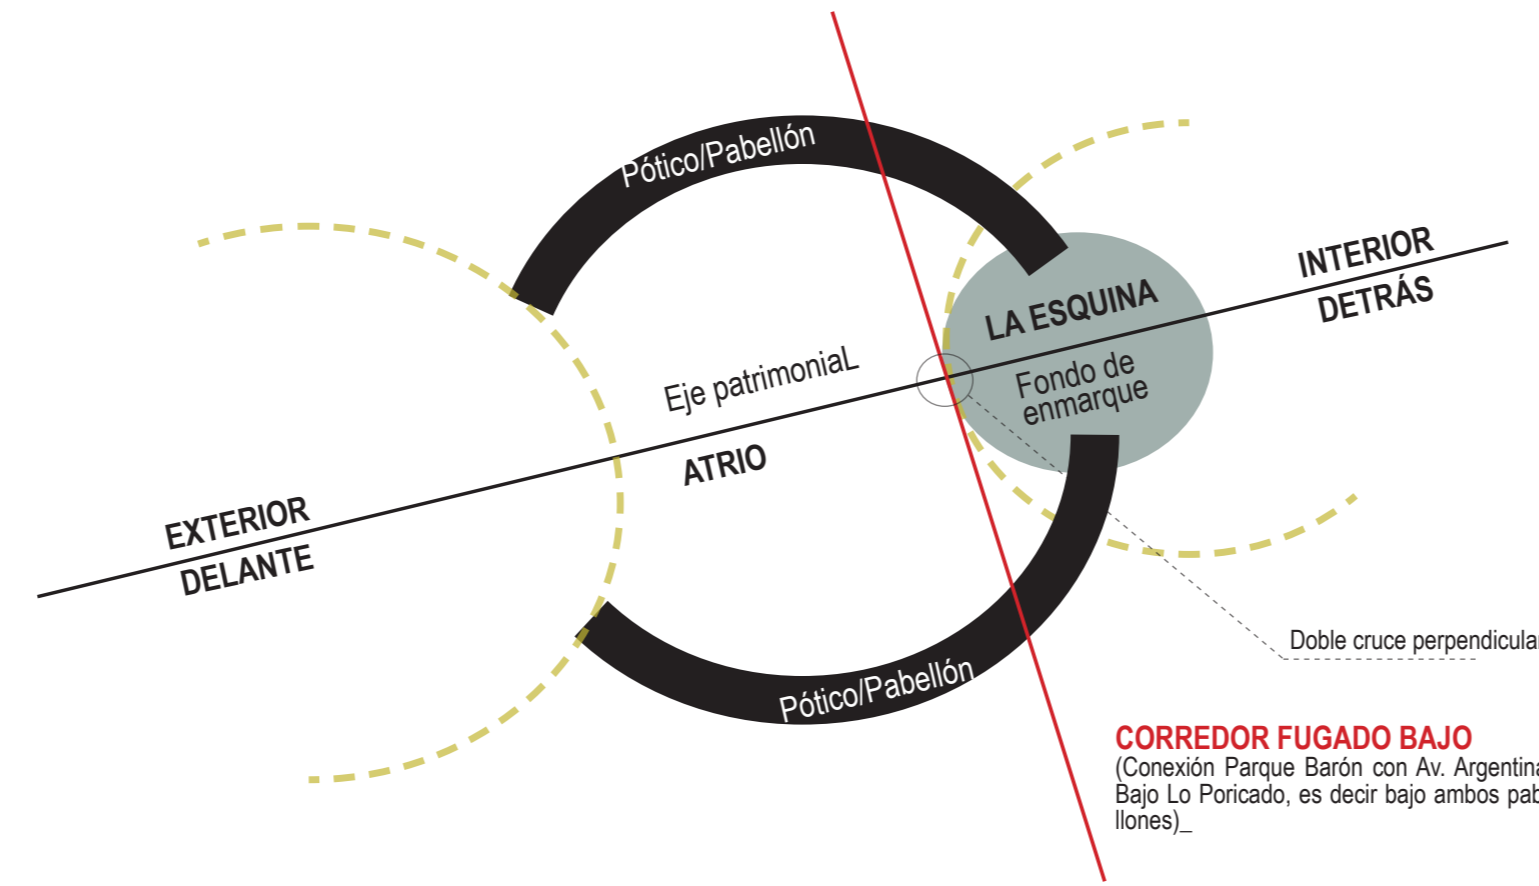 Pótico/Pabellón
INTERIOR
DETRÁS
LA ESQUINA
Fondo de
enmarque
Eje patrimoniaL
ATRIO
EXTERIOR
DELANTE
Doble cruce perpendicular
Pótico/Pabellón
CORREDOR FUGADO BAJO
(Conexión Parque Barón con Av. Argentina
Bajo Lo Poricado, es decir bajo ambos pab
llones)_